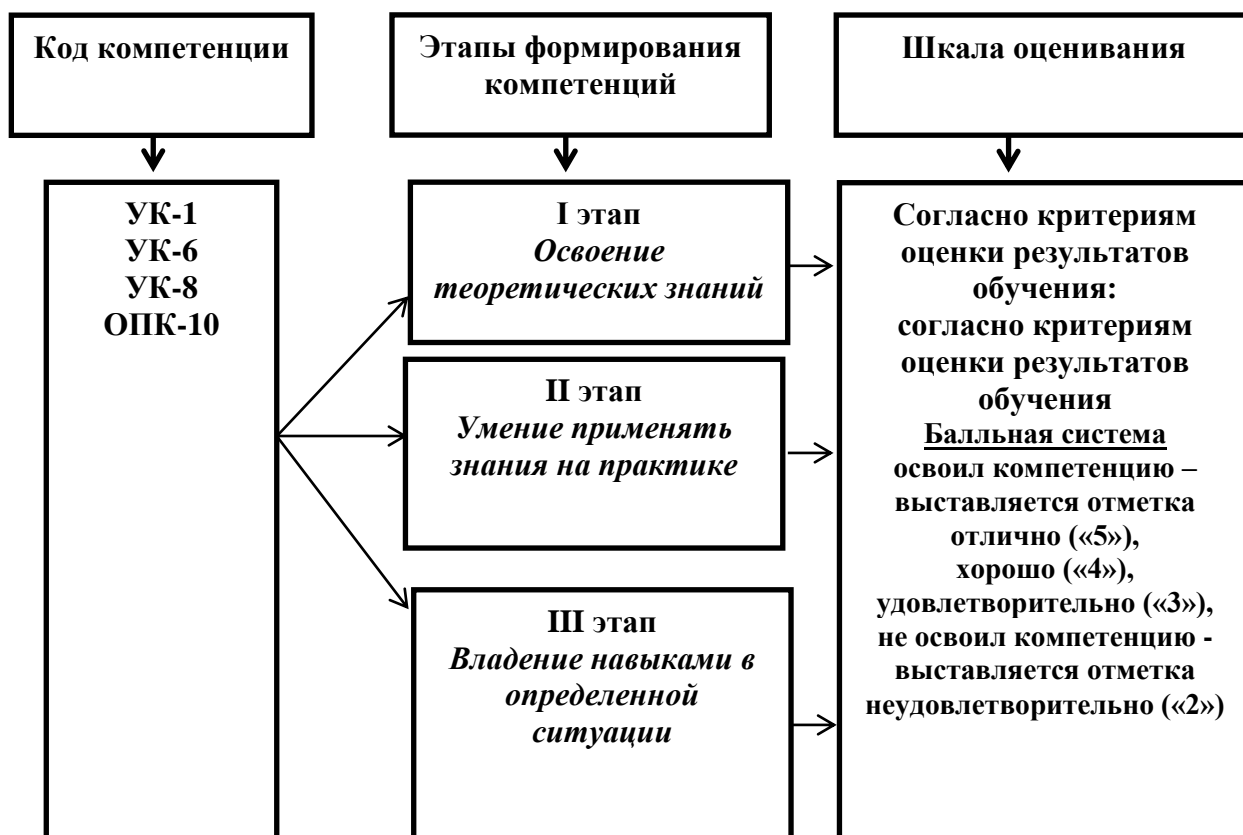 Код компетенции
Этапы формирования
компетенций
Шкала оценивания
УК-1
УК-6
УК-8
ОПК-10
I этап
Освоение
теоретических знаний
II этап
Умение применять
знания на практике
III этап
Владение навыками в
определенной
ситуации
Согласно критериям
оценки результатов
обучения:
согласно критериям
оценки результатов
обучения
Балльная система
освоил компетенцию –
выставляется отметка
отлично («5»),
хорошо («4»),
удовлетворительно («3»),
не освоил компетенцию -
выставляется отметка
неудовлетворительно («2»)